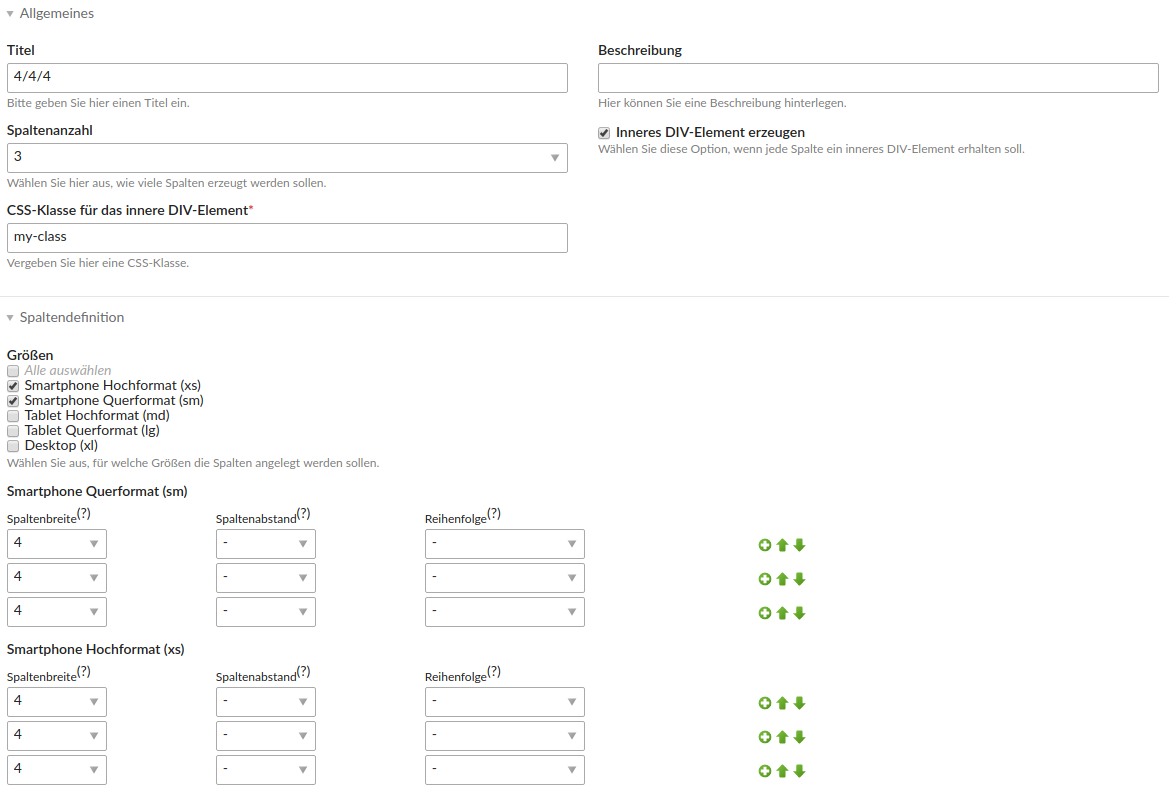 Allgemeines
Titel
4/4/4
Bitte geben Sie hier einen Titel ein.
Beschreibung
Hier können Sie eine Beschreibung hinterlegen.
Spaltenanzahl
3
Wählen Sie hier aus, wie viele Spalten erzeugt werden sollen.
Inneres DIV-Element erzeugen
Wählen Sie diese Option, wenn jede Spalte ein inneres DIV-Element erhalten soll.
CSS-Klasse für das innere DIV-Element*
my-class
Vergeben Sie hier eine CSS-Klasse.
Spaltendefinition
Größen
Alle auswählen
Smartphone Hochformat (xs)
Smartphone Querformat (sm)
Tablet Hochformat (md)
Tablet Querformat (lg)
Desktop (xl)
Wählen Sie aus, für welche Größen die Spalten angelegt werden sollen.
Smartphone Querformat (sm)
Spaltenbreite(?) Spaltenabstand(?) Reihenfolge(?)
4 - -
4 - -
4 - -
Smartphone Hochformat (xs)
Spaltenbreite(?) Spaltenabstand(?) Reihenfolge(?)
4 - -
4 - -
4 - -